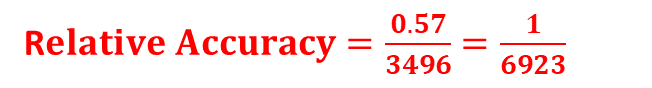 Relative Accuracy = 0.57/3496 = 1/6923